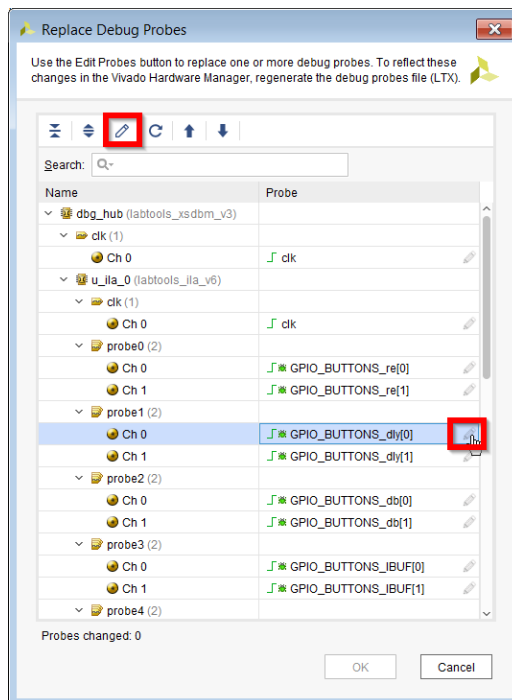 Replace Debug Probes
Use the Edit Probes button to replace one or more debug probes. To reflect these
changes in the Vivado Hardware Manager, regenerate the debug probes file (LTX).
Search:
Name Probe
dbg_hub (labtools_xsdbm_v3)
clk (1)
Ch 0 clk
u_ila_0 (labtools_ila_v6)
clk (1)
Ch 0 clk
probe0 (2)
Ch 0 GPIO_BUTTONS_re[0]
Ch 1 GPIO_BUTTONS_re[1]
probe1 (2)
Ch 0 GPIO_BUTTONS_dly[0]
Ch 1 GPIO_BUTTONS_dly[1]
probe2 (2)
Ch 0 GPIO_BUTTONS_db[0]
Ch 1 GPIO_BUTTONS_db[1]
probe3 (2)
Ch 0 GPIO_BUTTONS_IBUF[0]
Ch 1 GPIO_BUTTONS_IBUF[1]
probe4 (2)
Probes changed: 0
OK Cancel